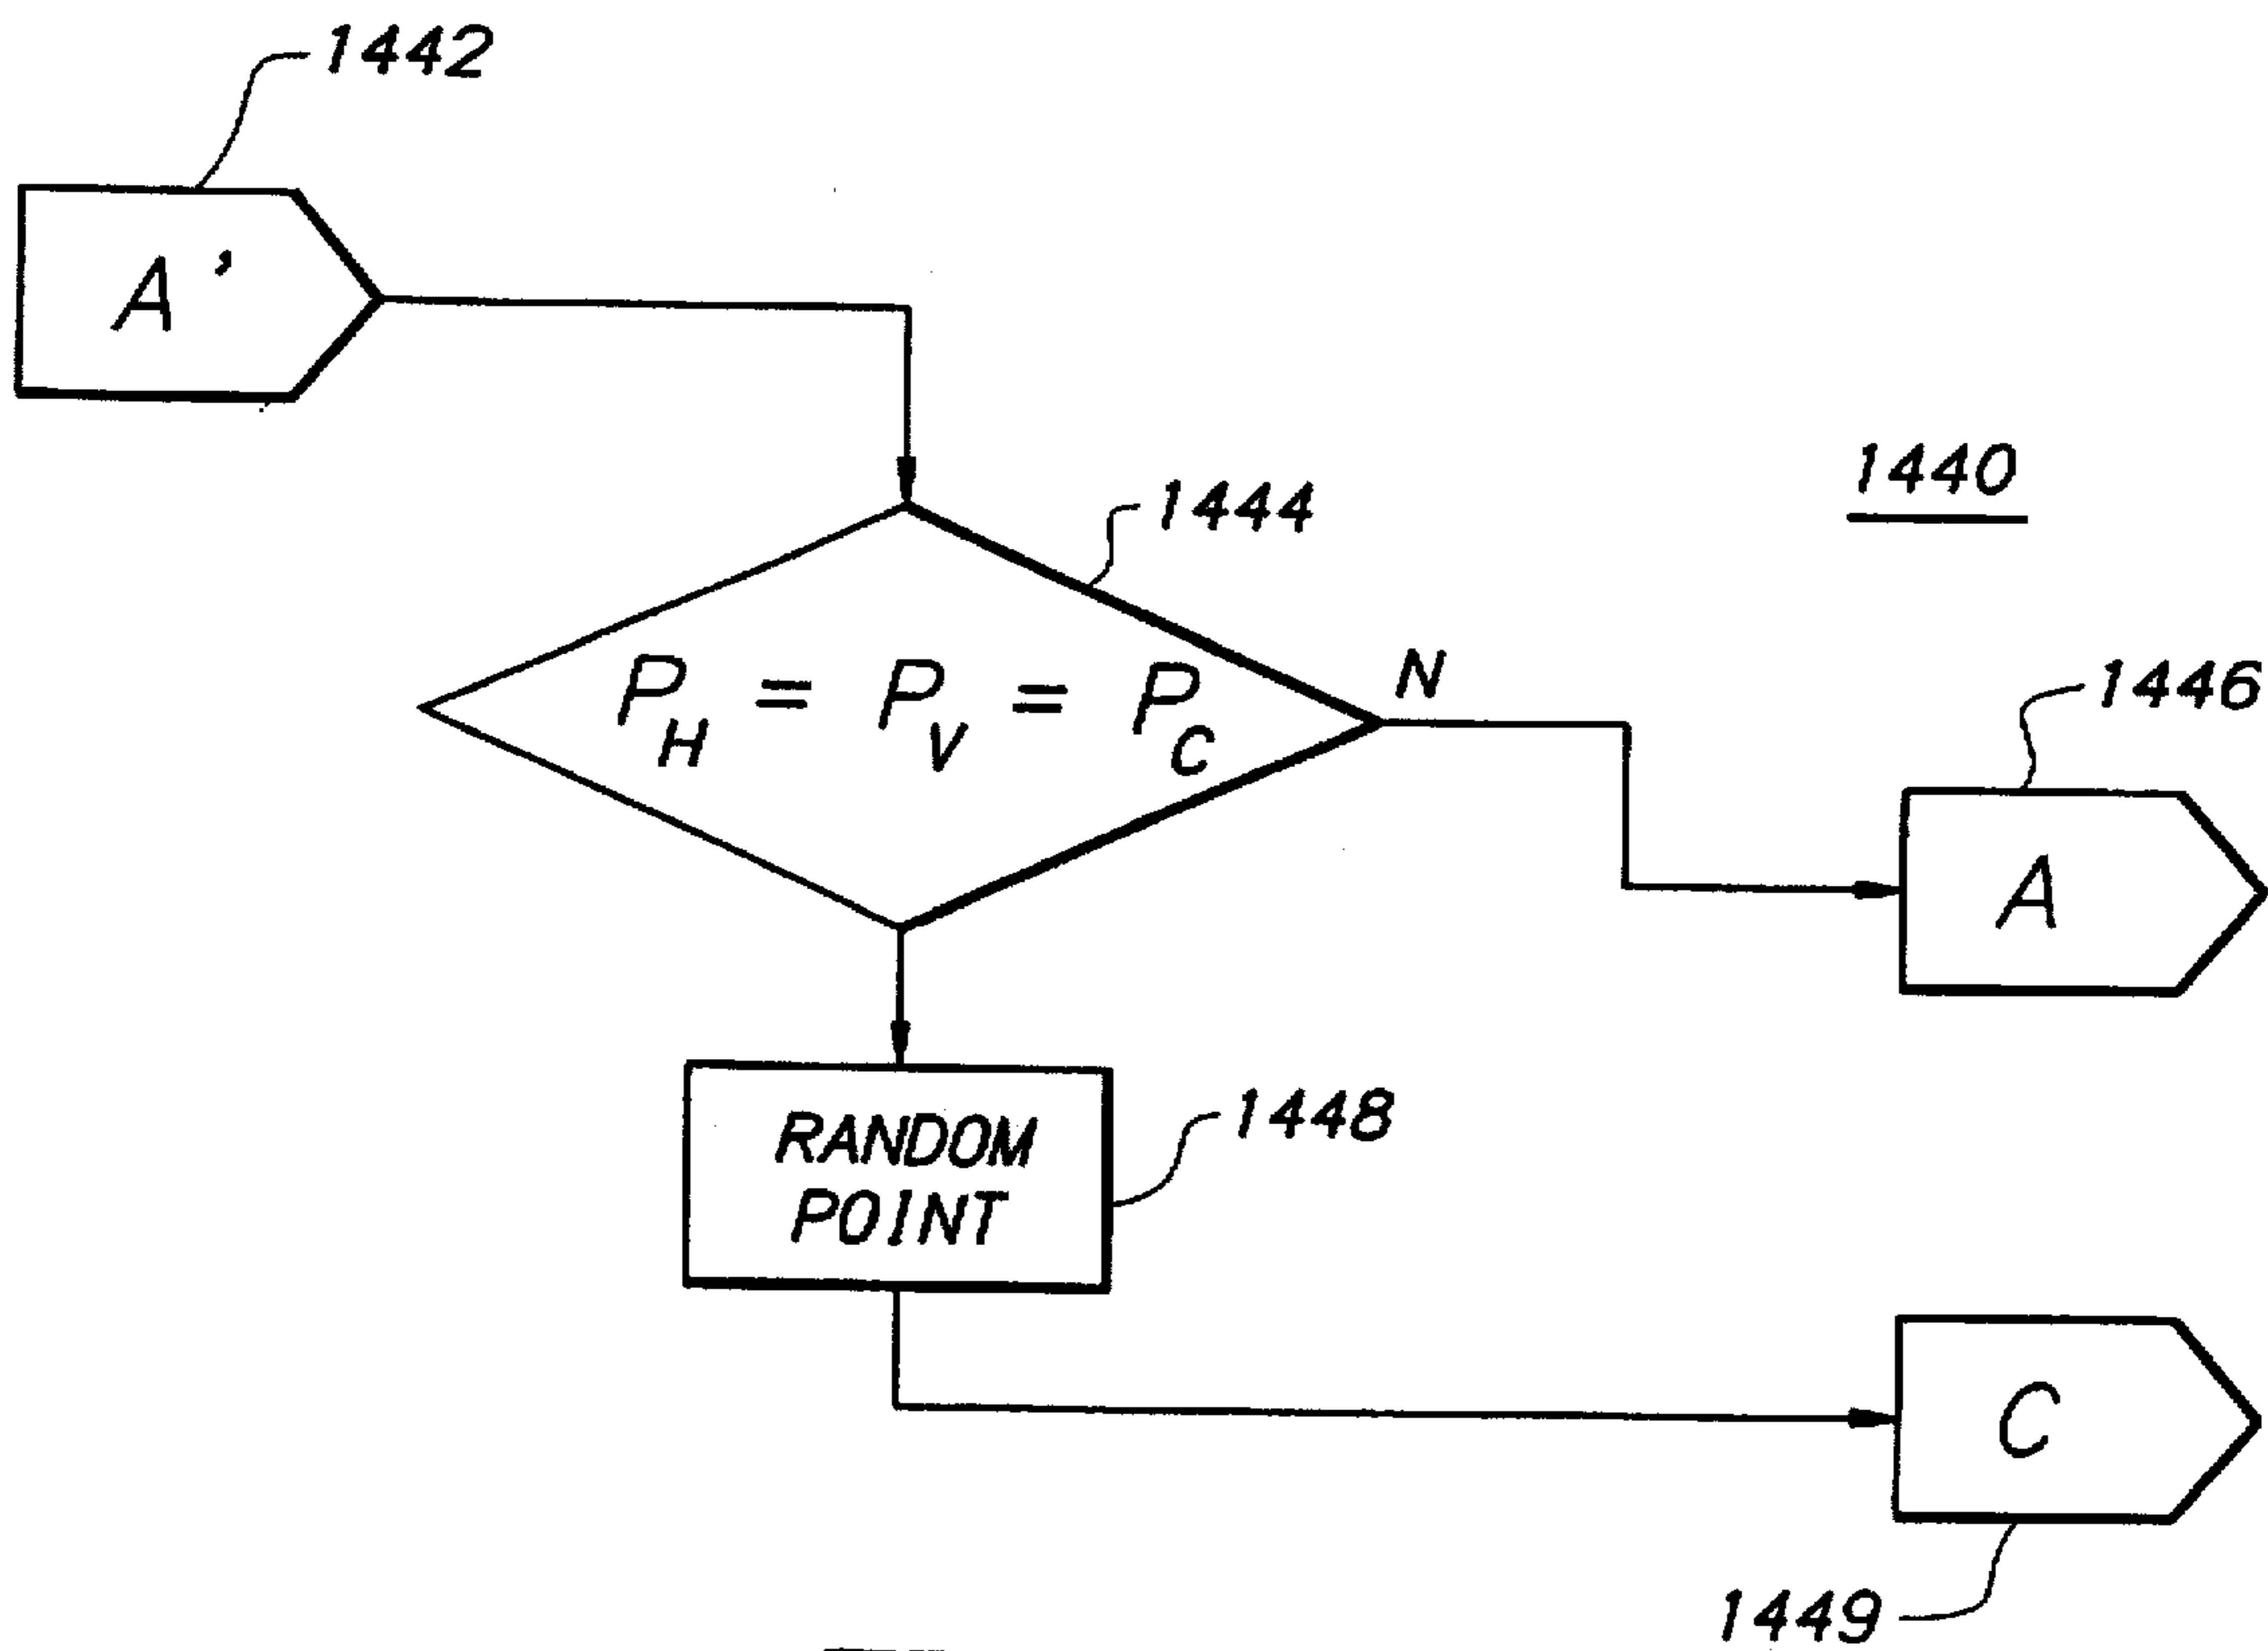 1442
A'
1440
1444
P_H = P_V = P_C
N
1446
A
RANDOM
POINT
1448
C
1449